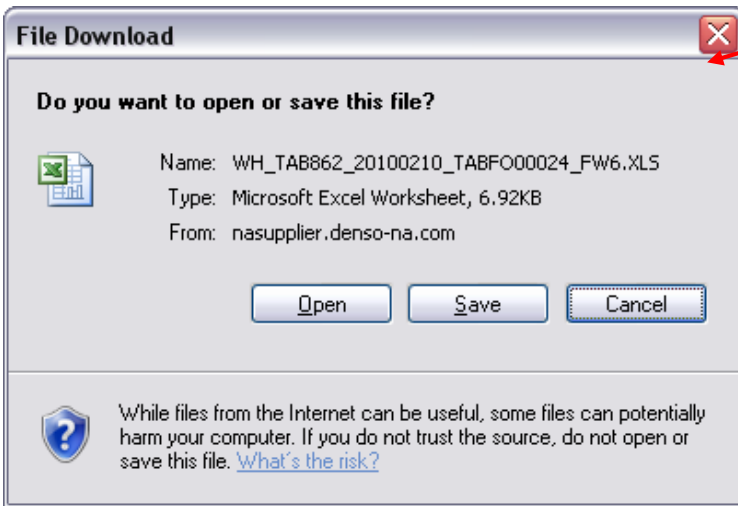 File Download
Do you want to open or save this file?
Name: WH_TAB862_20100210_TABFO00024_FW6.XLS
Type: Microsoft Excel Worksheet, 6.92KB
From: nasupplier.denso-na.com
Open Save Cancel
While files from the Internet can be useful, some files can potentially
harm your computer. If you do not trust the source, do not open or
save this file. What's the risk?